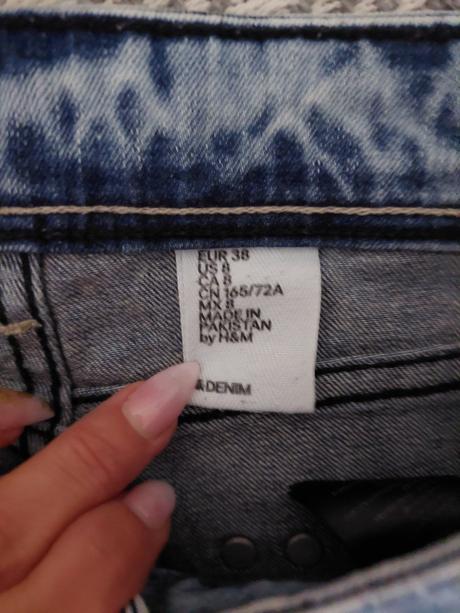 EUR 38
US 8
CA 8
CN 165/72A
MX 8
MADE IN
PAKISTAN
by H&M
&DENIM